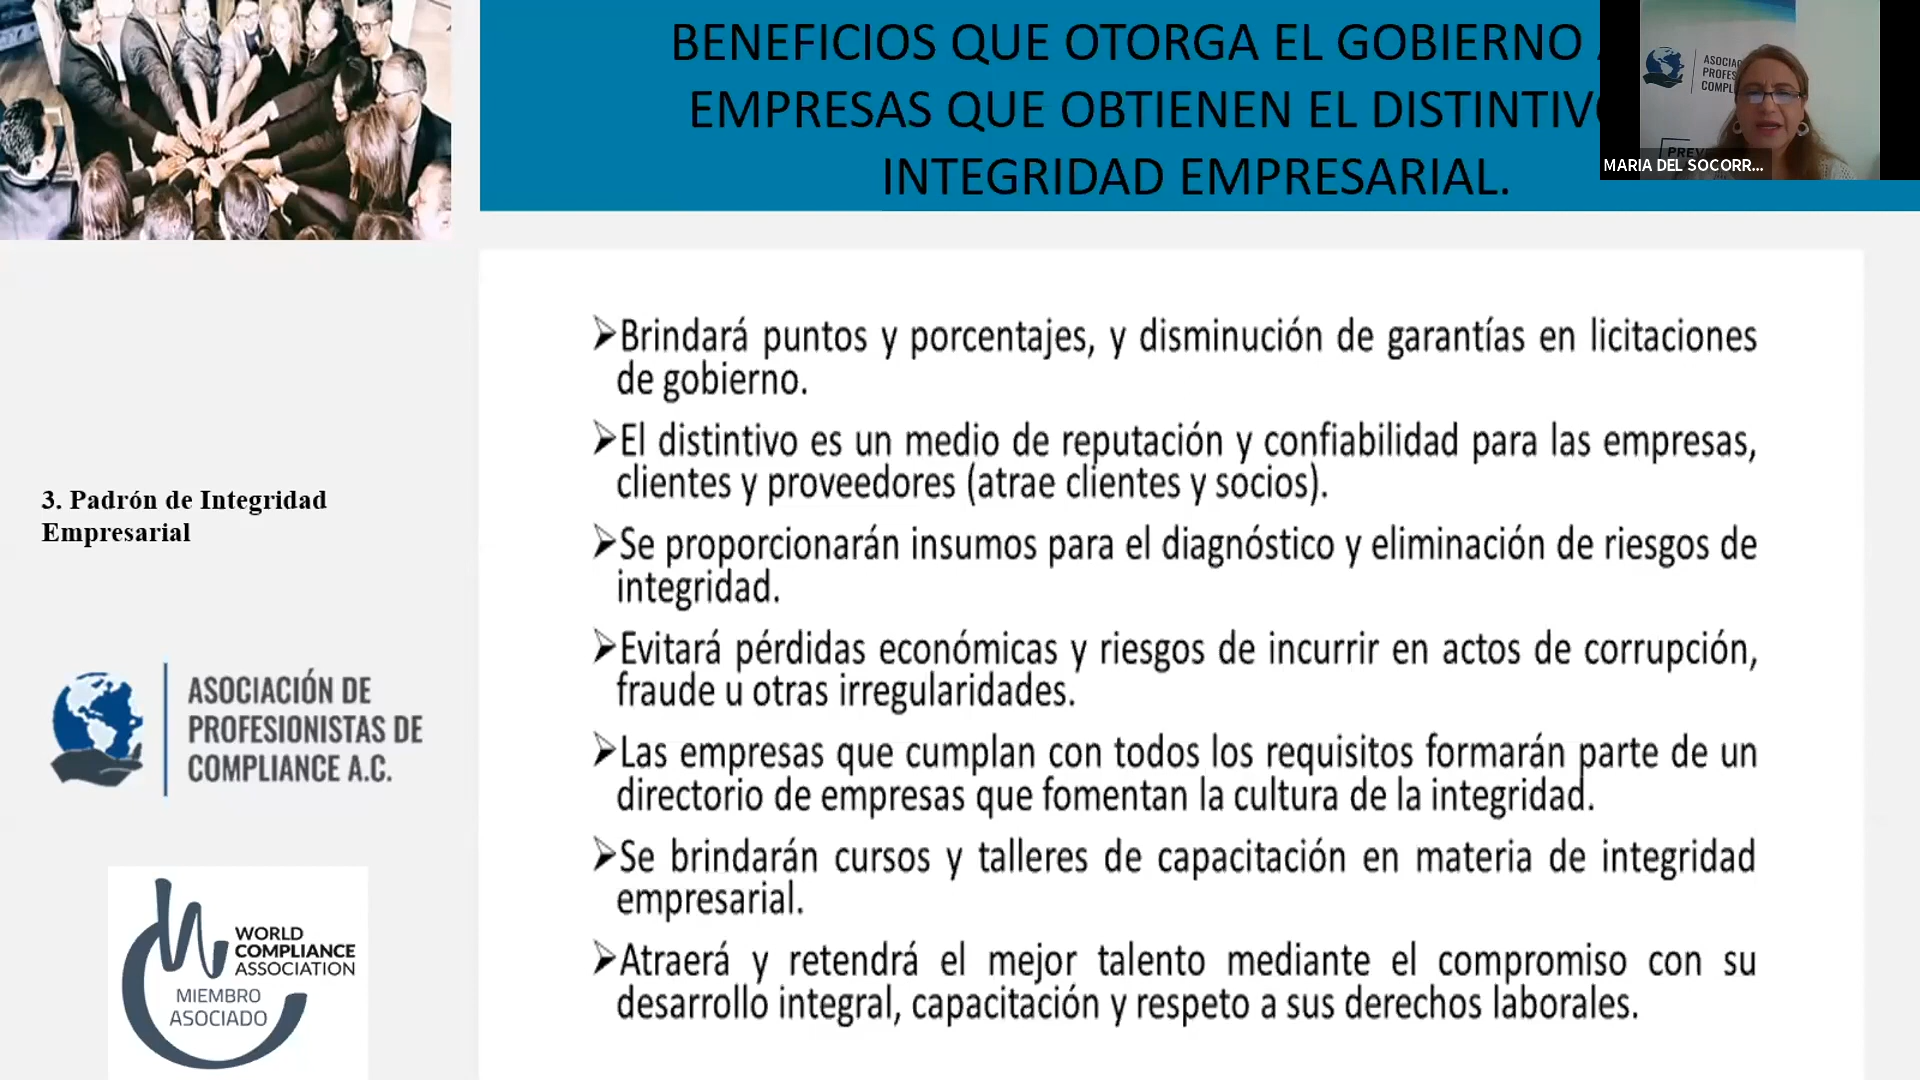 BENEFICIOS QUE OTORGA EL GOBIERNO
EMPRESAS QUE OBTIENEN EL DISTINTIVO
INTEGRIDAD EMPRESARIAL.
ASOCIAC
PROFES
COMPL
PREV
MARIA DEL SOCORR...
➢Brindará puntos y porcentajes, y disminución de garantías en licitaciones
de gobierno.
➢El distintivo es un medio de reputación y confiabilidad para las empresas,
clientes y proveedores (atrae clientes y socios).
➢Se proporcionarán insumos para el diagnóstico y eliminación de riesgos de
integridad.
➢Evitará pérdidas económicas y riesgos de incurrir en actos de corrupción,
fraude u otras irregularidades.
➢Las empresas que cumplan con todos los requisitos formarán parte de un
directorio de empresas que fomentan la cultura de la integridad.
➢Se brindarán cursos y talleres de capacitación en materia de integridad
empresarial.
➢Atraerá y retendrá el mejor talento mediante el compromiso con su
desarrollo integral, capacitación y respeto a sus derechos laborales.
3. Padrón de Integridad
Empresarial
ASOCIACIÓN DE
PROFESIONISTAS DE
COMPLIANCE A.C.
WORLD
COMPLIANCE
ASSOCIATION
MIEMBRO
ASOCIADO